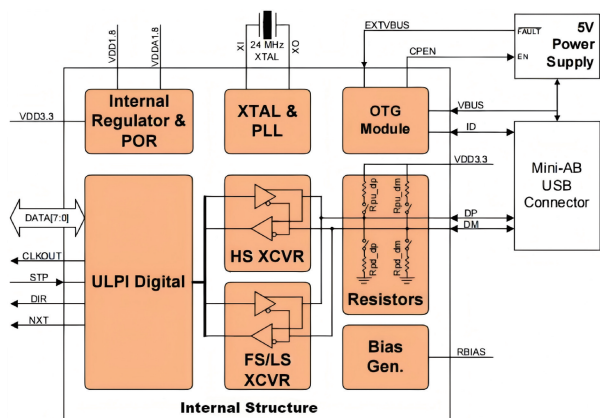 VDD1.8
VDDA1.8
XI
24 MHz
XTAL
XO
EXTVBUS
CPEN
FAULT
EN
5V
Power
Supply
VDD3.3
Internal
Regulator &
POR
XTAL &
PLL
OTG
Module
VBUS
ID
VDD3.3
Mini-AB
USB
Connector
DATA[7:0]
ULPI Digital
HS XCVR
Rpu_dp
Rpu_dm
Rpd_dp
Rpd_dm
Resistors
DP
DM
CLKOUT
STP
DIR
NXT
FS/LS
XCVR
Bias
Gen.
RBIAS
Internal Structure